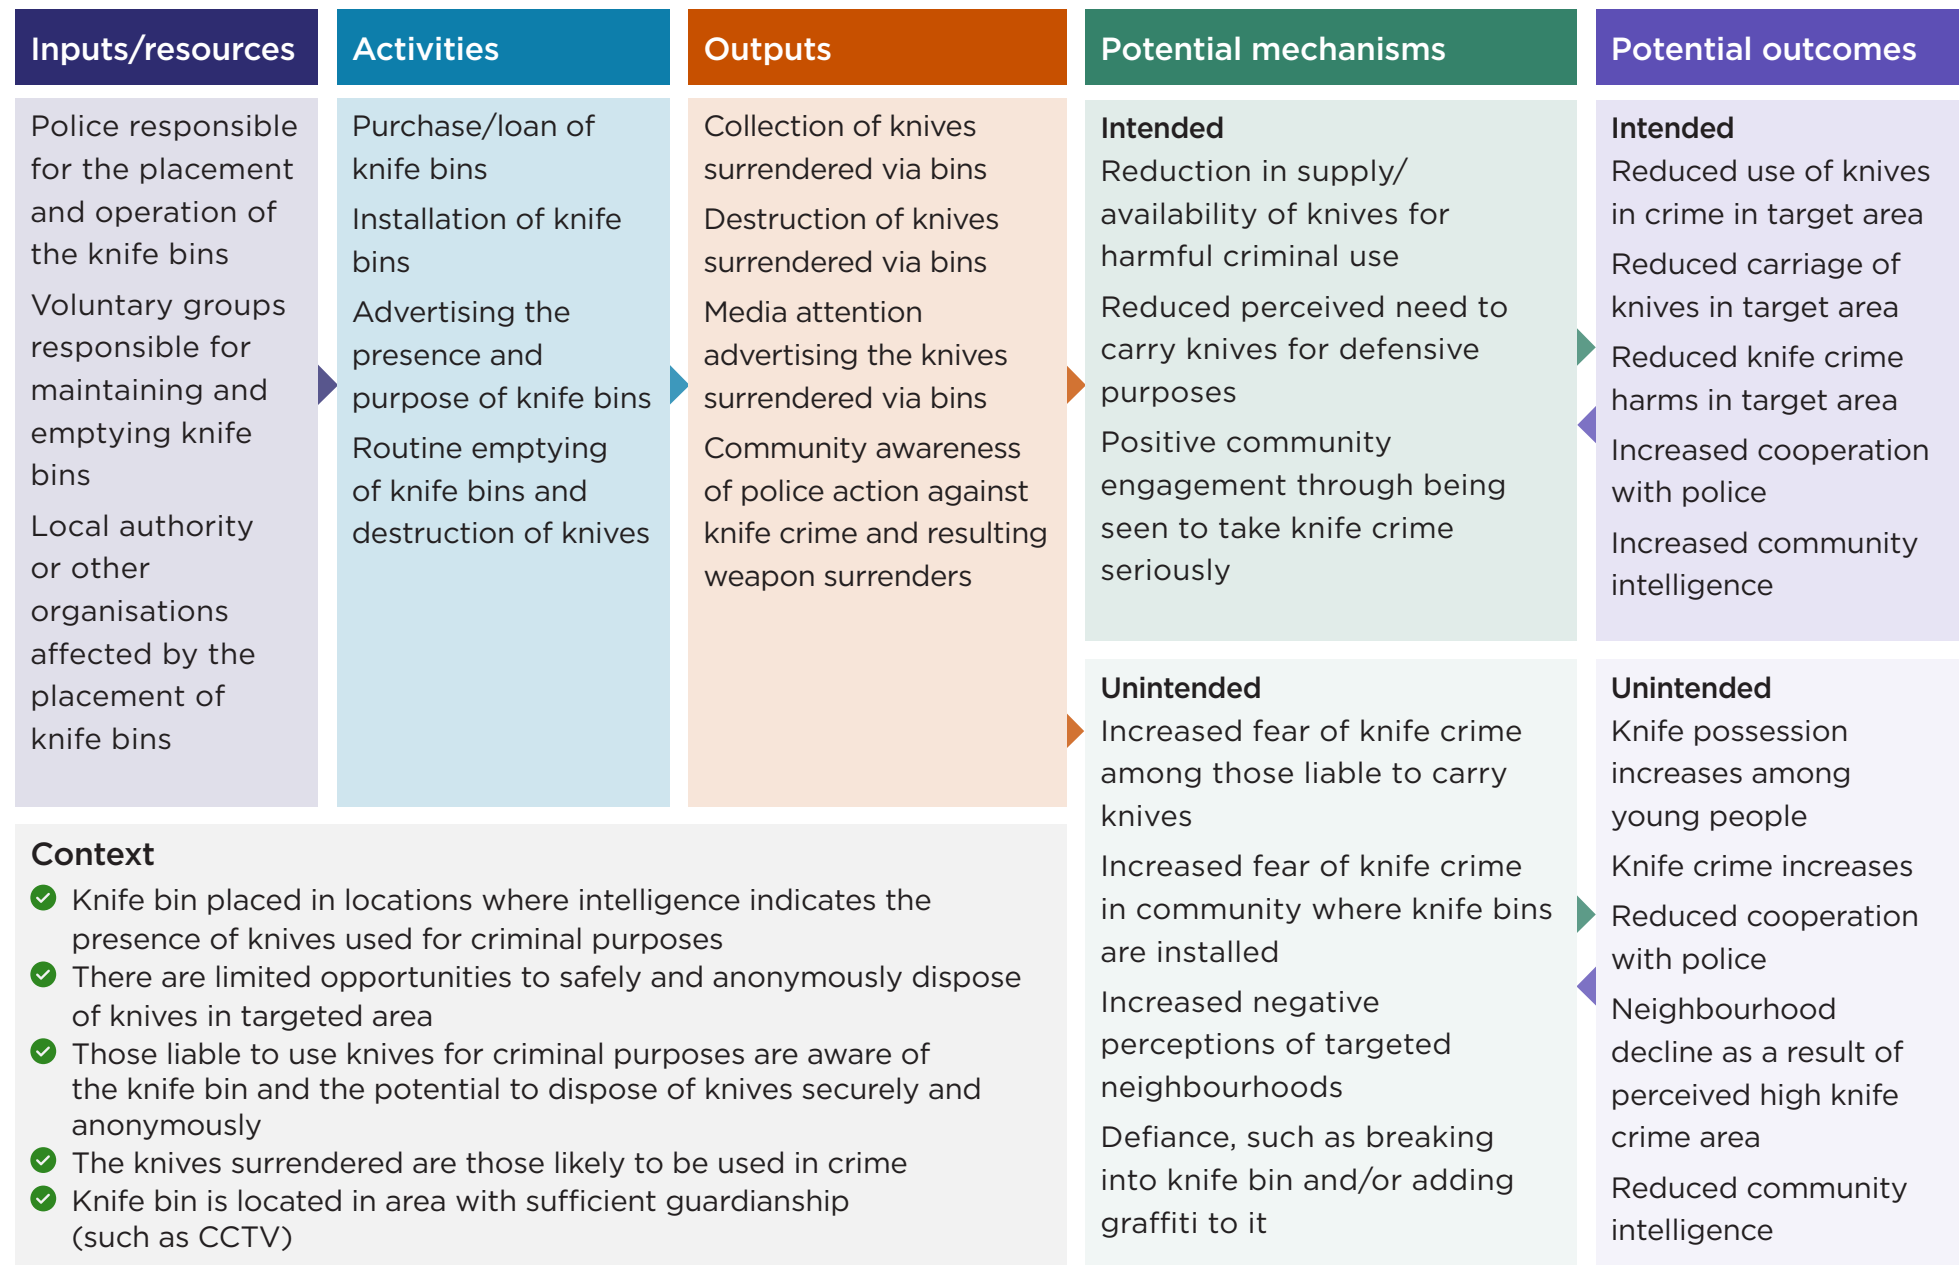 Inputs/resources
Police responsible
for the placement
and operation of
the knife bins
Voluntary groups
responsible for
maintaining and
emptying knife
bins
Local authority
or other
organisations
affected by the
placement of
knife bins
Activities
Purchase/loan of
knife bins
Installation of knife
bins
Advertising the
presence and
purpose of knife bins
Routine emptying
of knife bins and
destruction of knives
Outputs
Collection of knives
surrendered via bins
Destruction of knives
surrendered via bins
Media attention
advertising the knives
surrendered via bins
Community awareness
of police action against
knife crime and resulting
weapon surrenders
Potential mechanisms
Intended
Reduction in supply/
availability of knives for
harmful criminal use
Reduced perceived need to
carry knives for defensive
purposes
Positive community
engagement through being
seen to take knife crime
seriously
Unintended
Increased fear of knife crime
among those liable to carry
knives
Increased fear of knife crime
in community where knife bins
are installed
Increased negative
perceptions of targeted
neighbourhoods
Defiance, such as breaking
into knife bin and/or adding
graffiti to it
Potential outcomes
Intended
Reduced use of knives
in crime in target area
Reduced carriage of
knives in target area
Reduced knife crime
harms in target area
Increased cooperation
with police
Increased community
intelligence
Unintended
Knife possession
increases among
young people
Knife crime increases
Reduced cooperation
with police
Neighbourhood
decline as a result of
perceived high knife
crime area
Reduced community
intelligence
Context
Knife bin placed in locations where intelligence indicates the
presence of knives used for criminal purposes
There are limited opportunities to safely and anonymously dispose
of knives in targeted area
Those liable to use knives for criminal purposes are aware of
the knife bin and the potential to dispose of knives securely and
anonymously
The knives surrendered are those likely to be used in crime
Knife bin is located in area with sufficient guardianship
(such as CCTV)